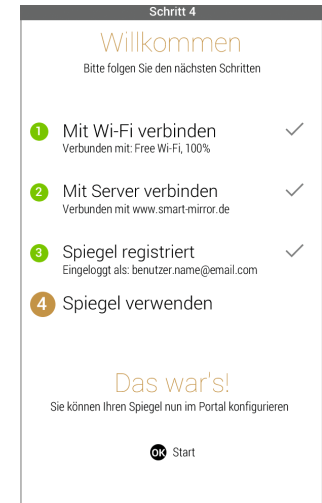 Schritt 4
Willkommen
Bitte folgen Sie den nächsten Schritten
1 Mit Wi-Fi verbinden
Verbunden mit: Free Wi-Fi, 100%
2 Mit Server verbinden
Verbunden mit www.smart-mirror.de
3 Spiegel registriert
Eingeloggt als: benutzer.name@email.com
4 Spiegel verwenden
Das war's!
Sie können Ihren Spiegel nun im Portal konfigurieren
OK Start